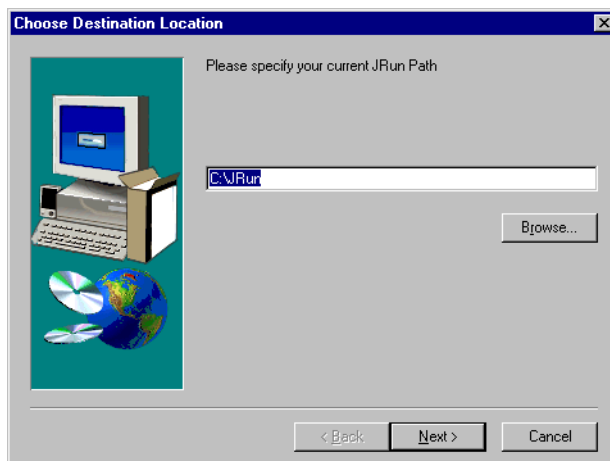 Choose Destination Location
Please specify your current JRun Path
C:\JRun
Browse...
< Back
Next >
Cancel